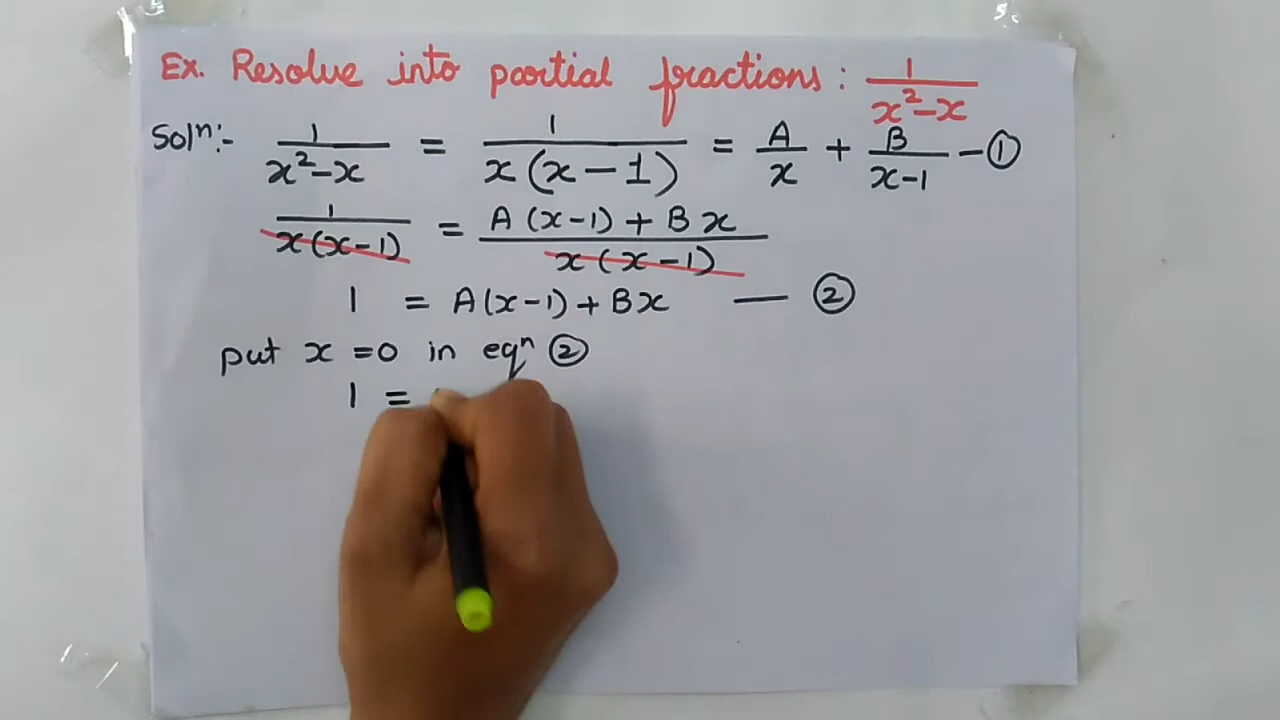 Ex. Resolve into partial fractions : 1/(x²-x)
Solⁿ:- 1/(x²-x) = 1/(x(x-1)) = A/x + B/(x-1) -①
1/(x(x-1)) = (A(x-1) + Bx)/(x(x-1))
1 = A(x-1) + Bx — ②
put x = 0 in eqⁿ ②
1 =